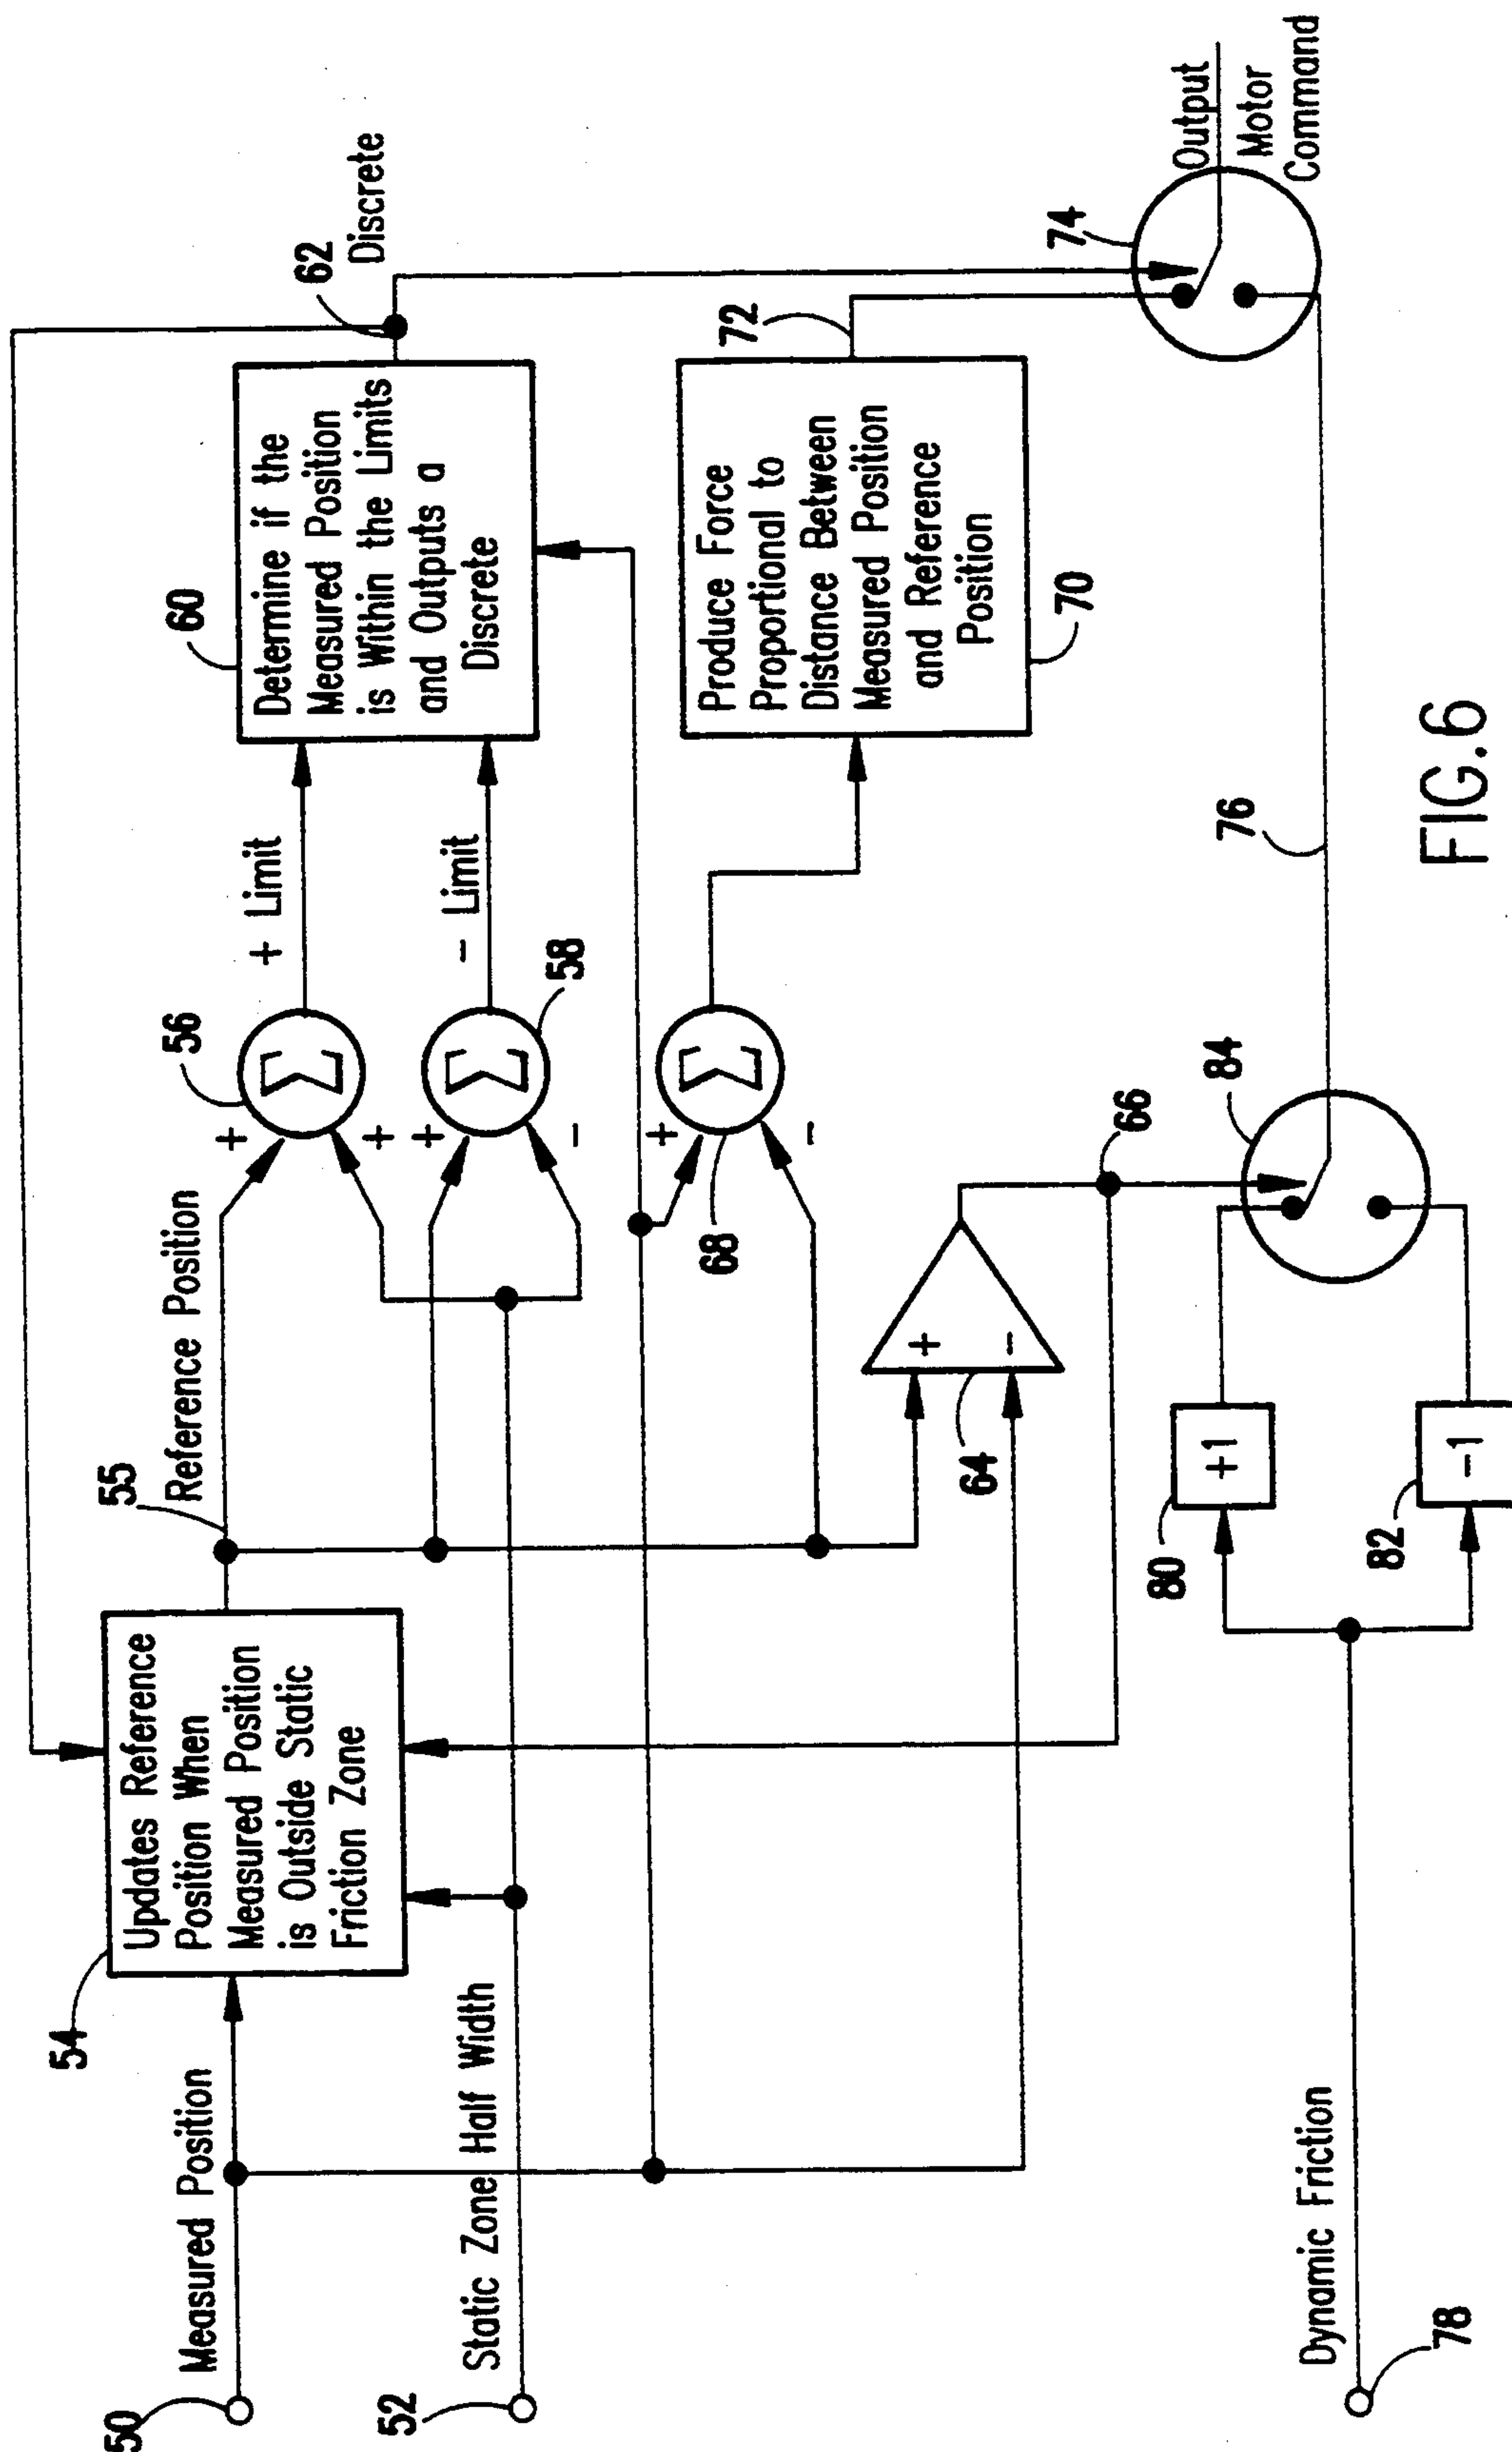 50
Measured Position
54
Updates Reference
Position When
Measured Position
is Outside Static
Friction Zone
55
Reference Position
52
Static Zone Half Width
56
Σ
+
+
+ Limit
58
Σ
+
-
- Limit
60
Determine if the
Measured Position
is Within the Limits
and Outputs a
Discrete
62
Discrete
68
Σ
+
-
70
Produce Force
Proportional to
Distance Between
Measured Position
and Reference
Position
72
74
Output
Motor
Command
64
+
-
66
78
Dynamic Friction
80
+1
82
-1
84
76
FIG.6